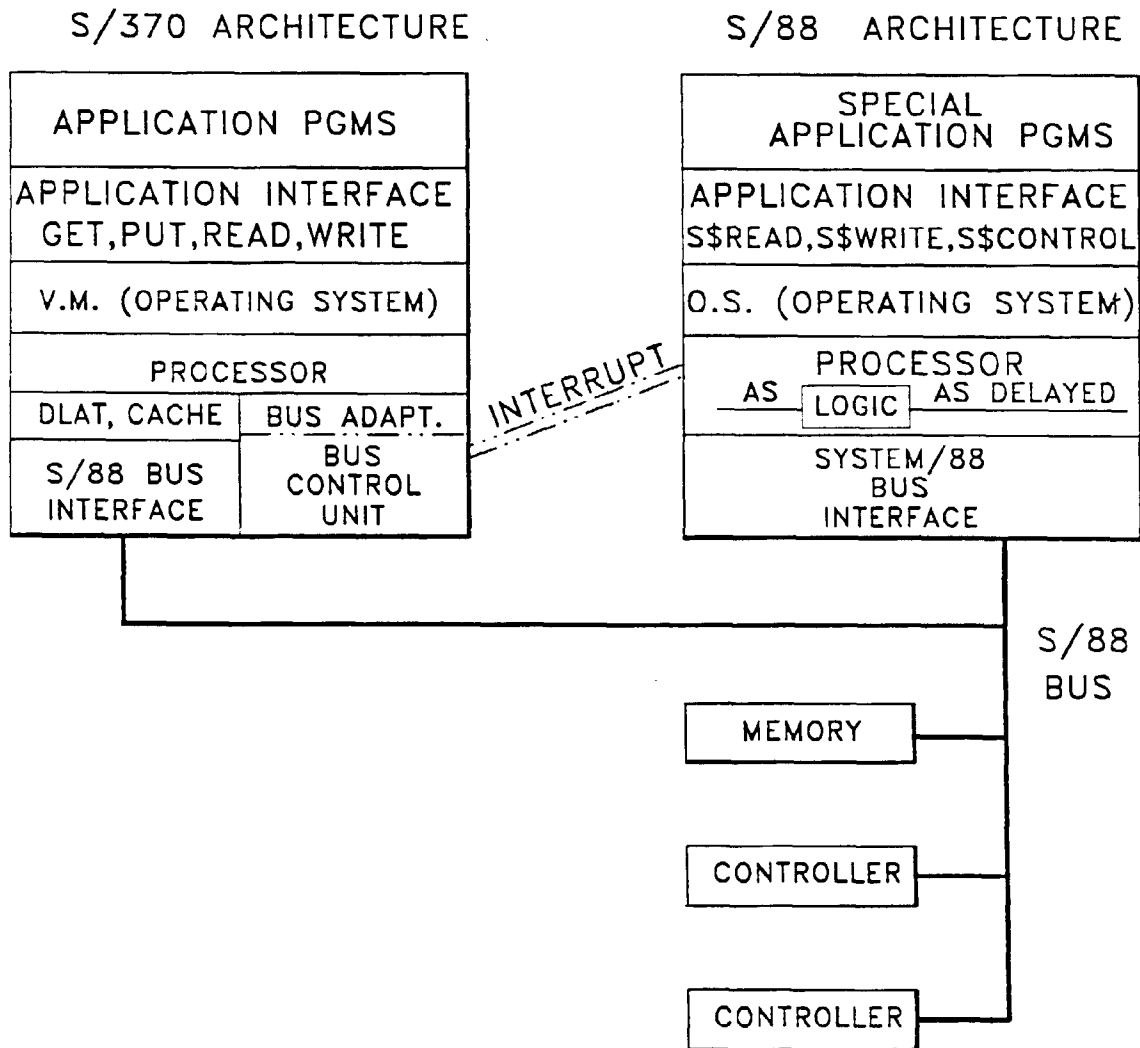 S/370 ARCHITECTURE
APPLICATION PGMS
APPLICATION INTERFACE
GET,PUT,READ,WRITE
V.M. (OPERATING SYSTEM)
PROCESSOR
DLAT, CACHE
BUS ADAPT.
S/88 BUS
INTERFACE
BUS
CONTROL
UNIT
INTERRUPT
S/88 ARCHITECTURE
SPECIAL
APPLICATION PGMS
APPLICATION INTERFACE
S$READ,S$WRITE,S$CONTROL
O.S. (OPERATING SYSTEM)
PROCESSOR
AS LOGIC AS DELAYED
SYSTEM/88
BUS
INTERFACE
S/88
BUS
MEMORY
CONTROLLER
CONTROLLER